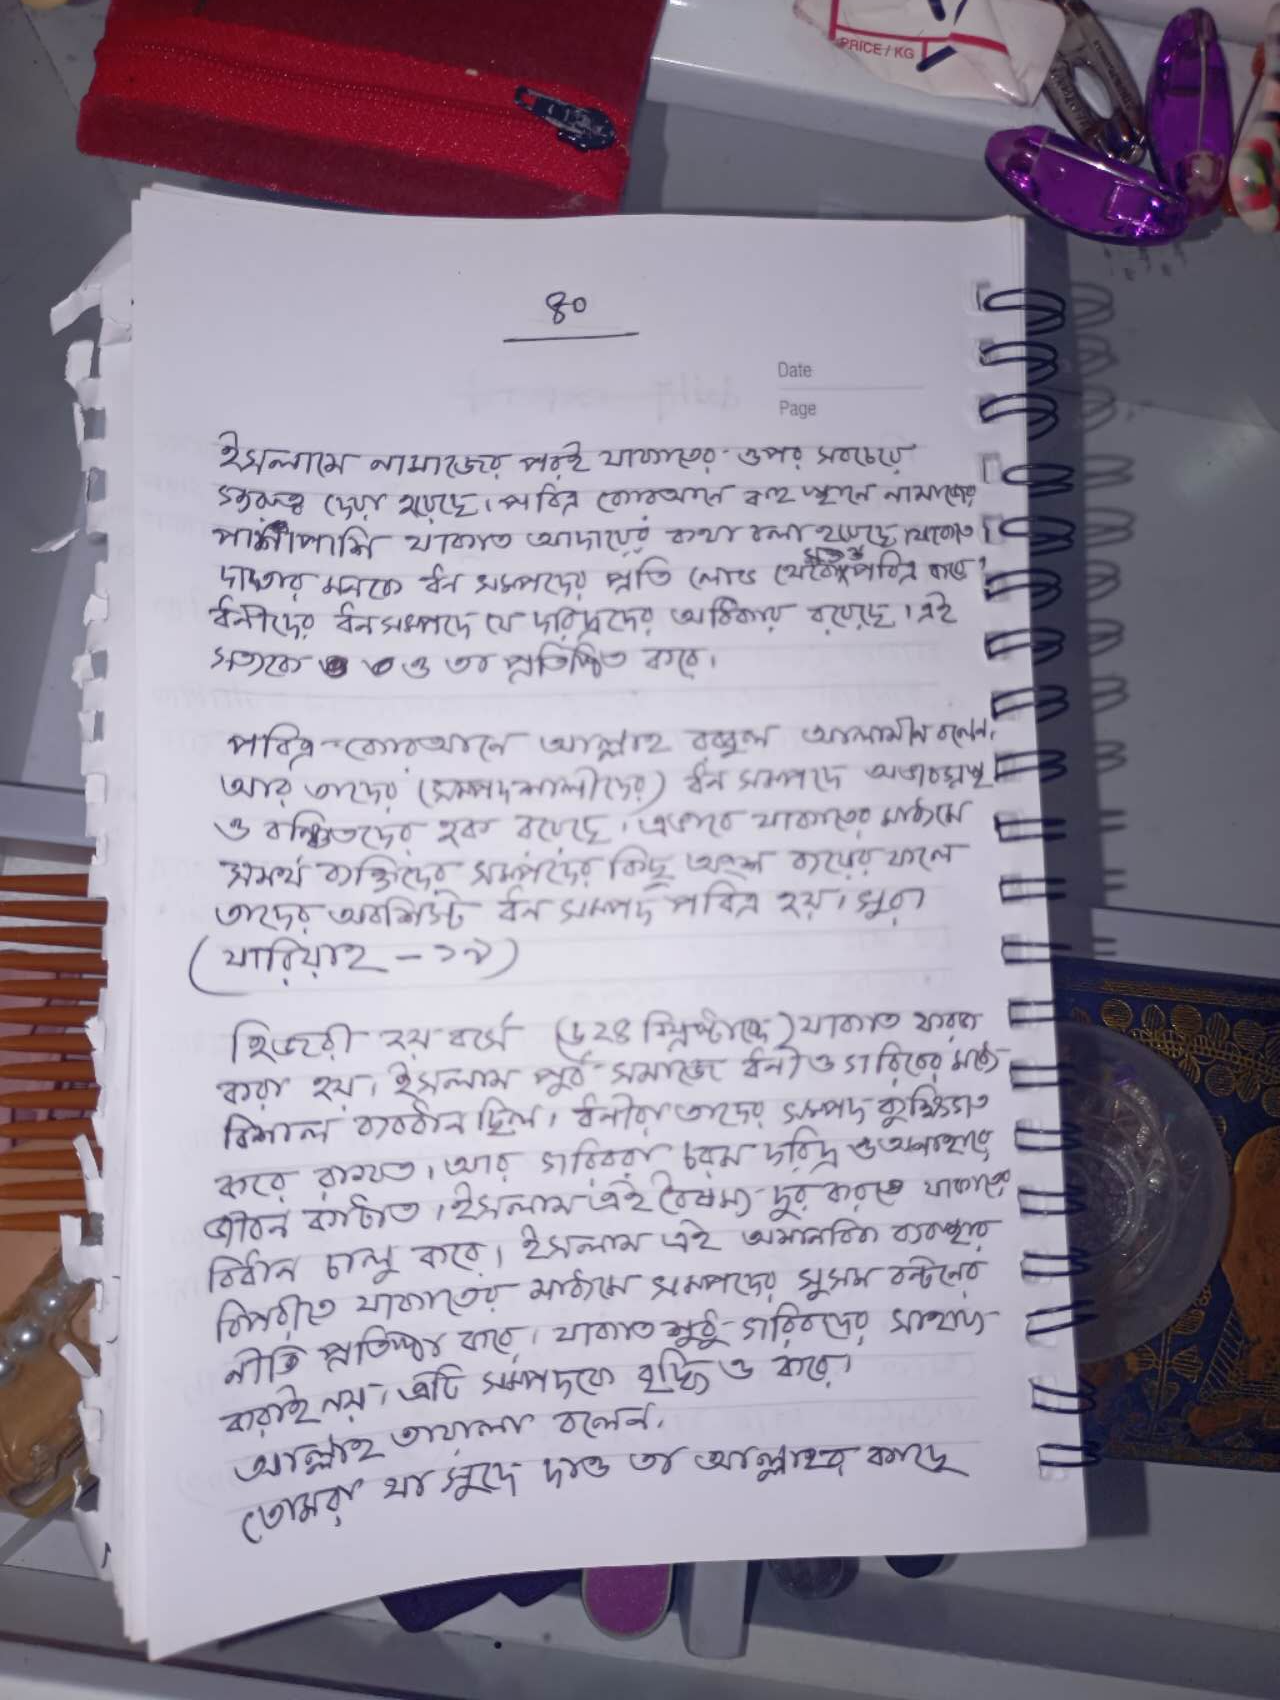 PRICE / KG
৪০
Date
Page
ইসলামে নামাজের পরই যাকাতের ওপর সবচেয়ে
গুরুত্ব দেয়া হয়েছে। পবিত্র কোরআনে বহু স্থানে নামাজের
পাশাপাশি যাকাত আদায়ের কথা বলা হয়েছে। যাকাত
দাতার মনকে ধন সম্পদের প্রতি লোভ থেকে মুক্ত পবিত্র করে।
ধনীদের ধনসম্পদে যে দরিদ্রদের অধিকার রয়েছে। এই
সত্যকে ও তা প্রতিষ্ঠিত করে।
পবিত্র কোরআনে আল্লাহ রব্বুল আলামীন বলেন,
আর তাদের (সম্পদশালীদের) ধন সম্পদে অভাবগ্রস্থ
ও বঞ্চিতদের হক রয়েছে। এভাবে যাকাতের মাধ্যমে
সমর্থ ব্যক্তিদের সম্পদের কিছু অংশ ব্যয়ের ফলে
তাদের অবশিস্ট ধন সম্পদ পবিত্র হয়। সুরা
(যারিয়াহ - ১৯)
হিজরী ২য় বর্সে (৬২৪ খ্রিষ্টাব্দে) যাকাত ফরজ
করা হয়। ইসলাম পূর্ব সমাজে ধনী ও গরিবের মধ্যে
বিশাল ব্যবধান ছিল। ধনীরা তাদের সম্পদ কুক্ষিগত
করে রাখত। আর গরিবরা চরম দরিদ্র ও অনাহারে
জীবন কাটাত। ইসলাম এই বৈষম্য দুর করতে যাকাতের
বিধান চালু করে। ইসলাম এই অমানবিক ব্যবস্থার
বিপরীতে যাকাতের মাধ্যমে সম্পদের সুসম বন্টনের
নীতি প্রতিষ্ঠা করে। যাকাত শুধু গরিবদের সাহায্য
করাই নয়। এটি সম্পদকে বৃদ্ধি ও করে।
আল্লাহ তায়ালা বলেন,
তোমরা যা সুদে দাও তা আল্লাহর কাছে